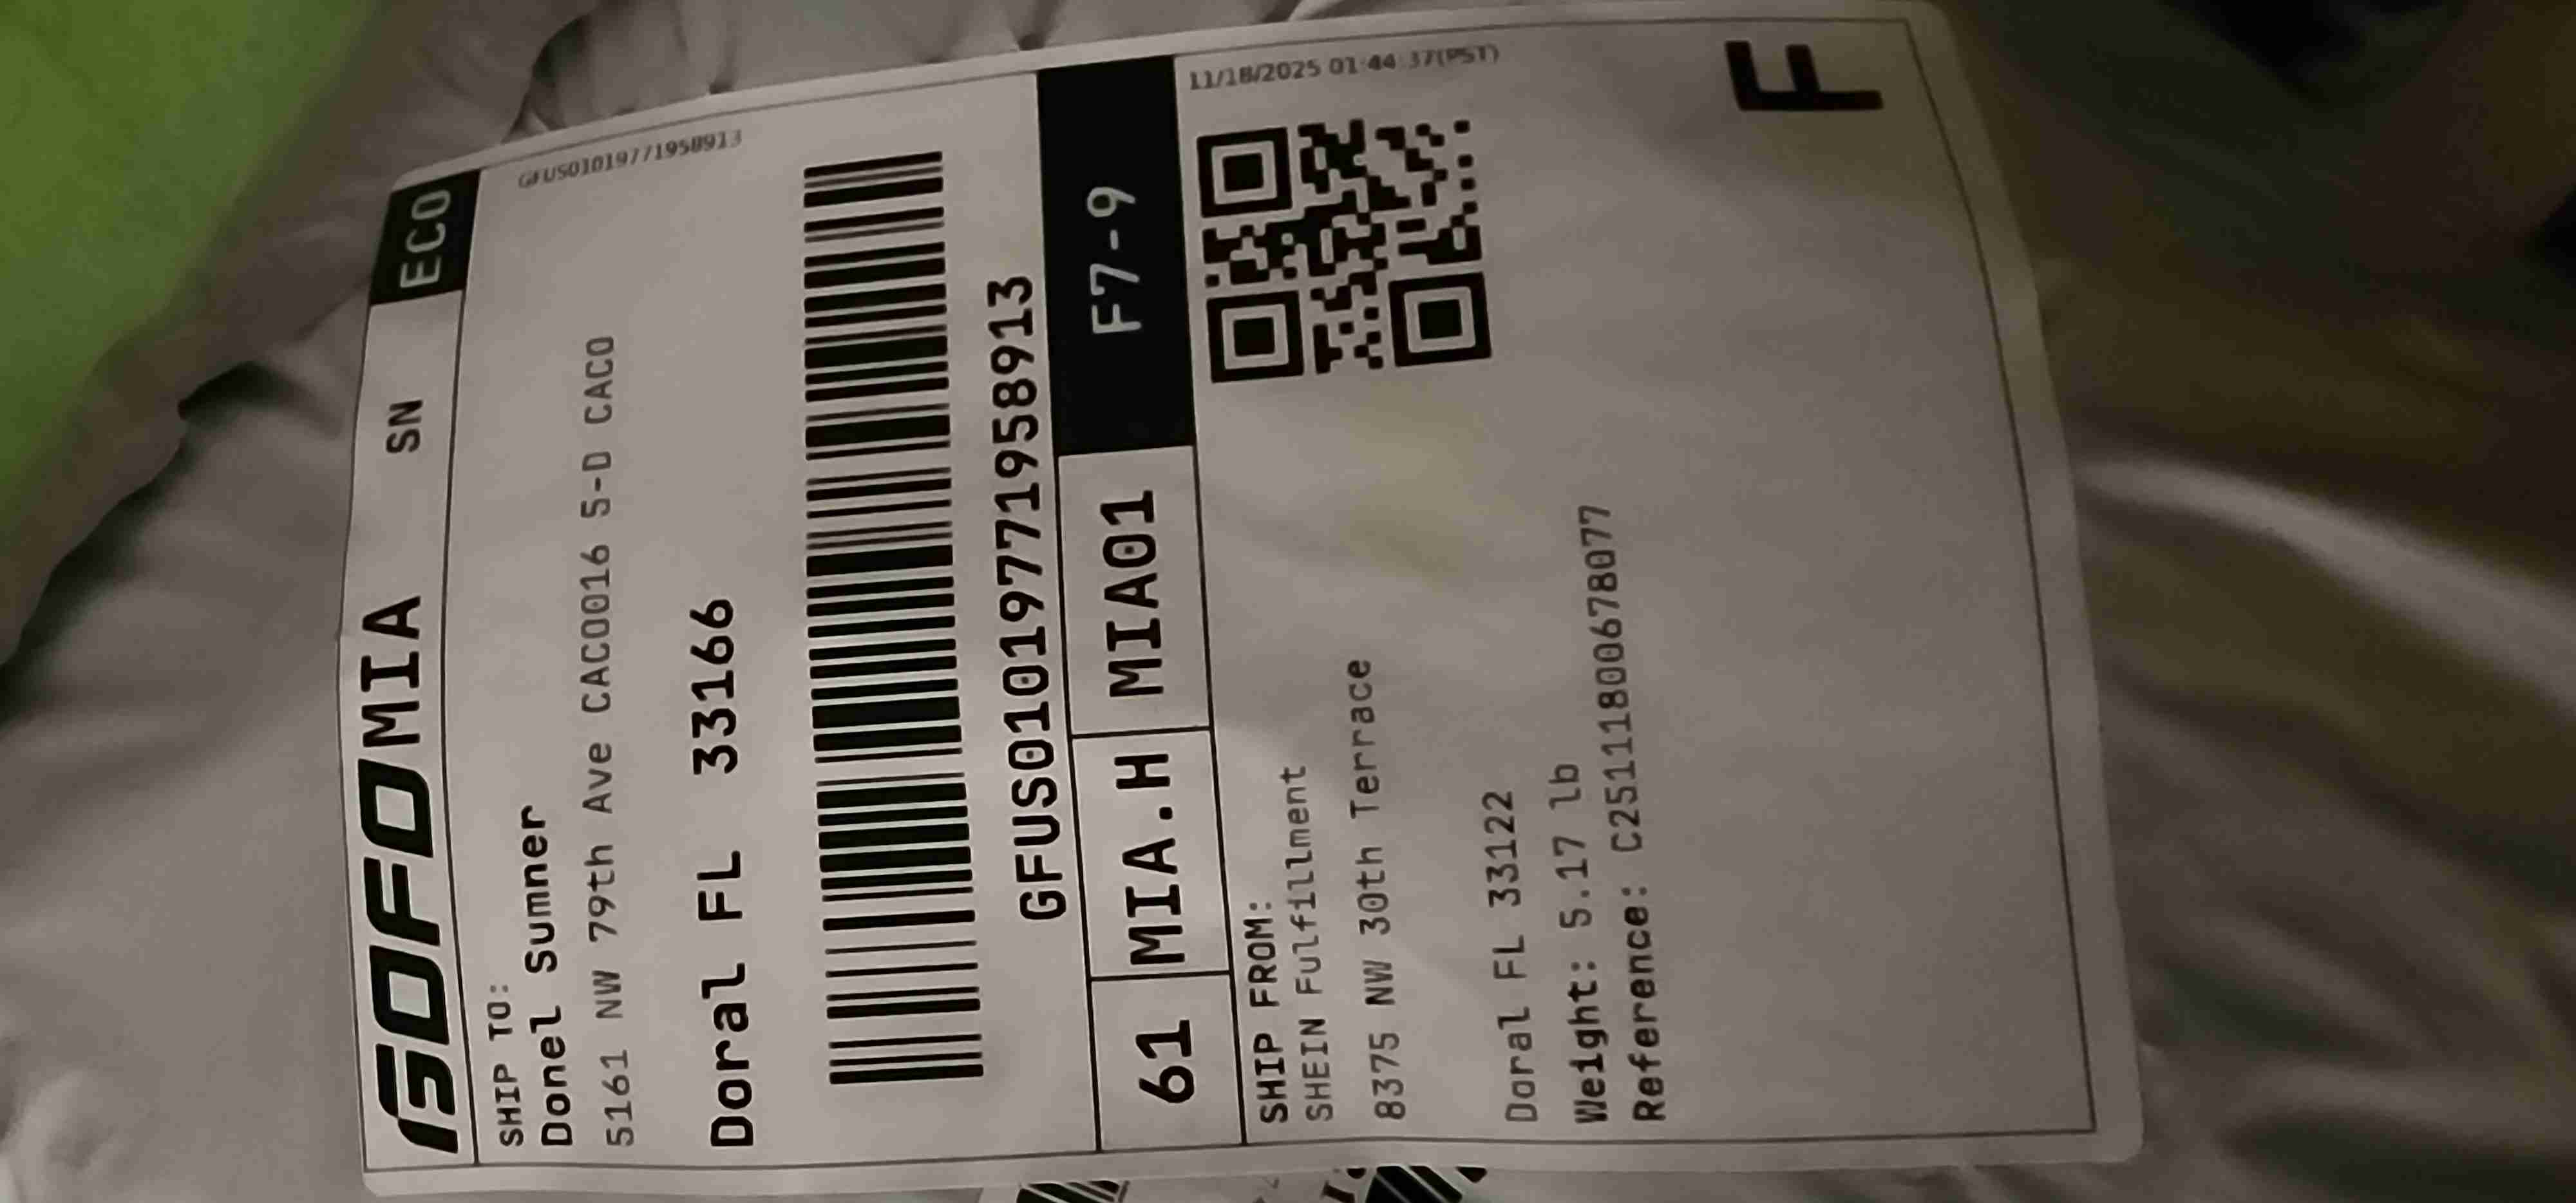 GOFO MIA SN ECO
GFUS01019771958913
SHIP TO:
Donel Sumner
5161 NW 79th Ave CACO016 S-D CACO
Doral FL 33166
GFUS01019771958913
61 MIA.H MIA01 F7-9
11/18/2025 01:44:37(PST)
SHIP FROM:
SHEIN Fulfillment
8375 NW 30th Terrace
Doral FL 33122
Weight: 5.17 lb
Reference: C2511180067807​7
F